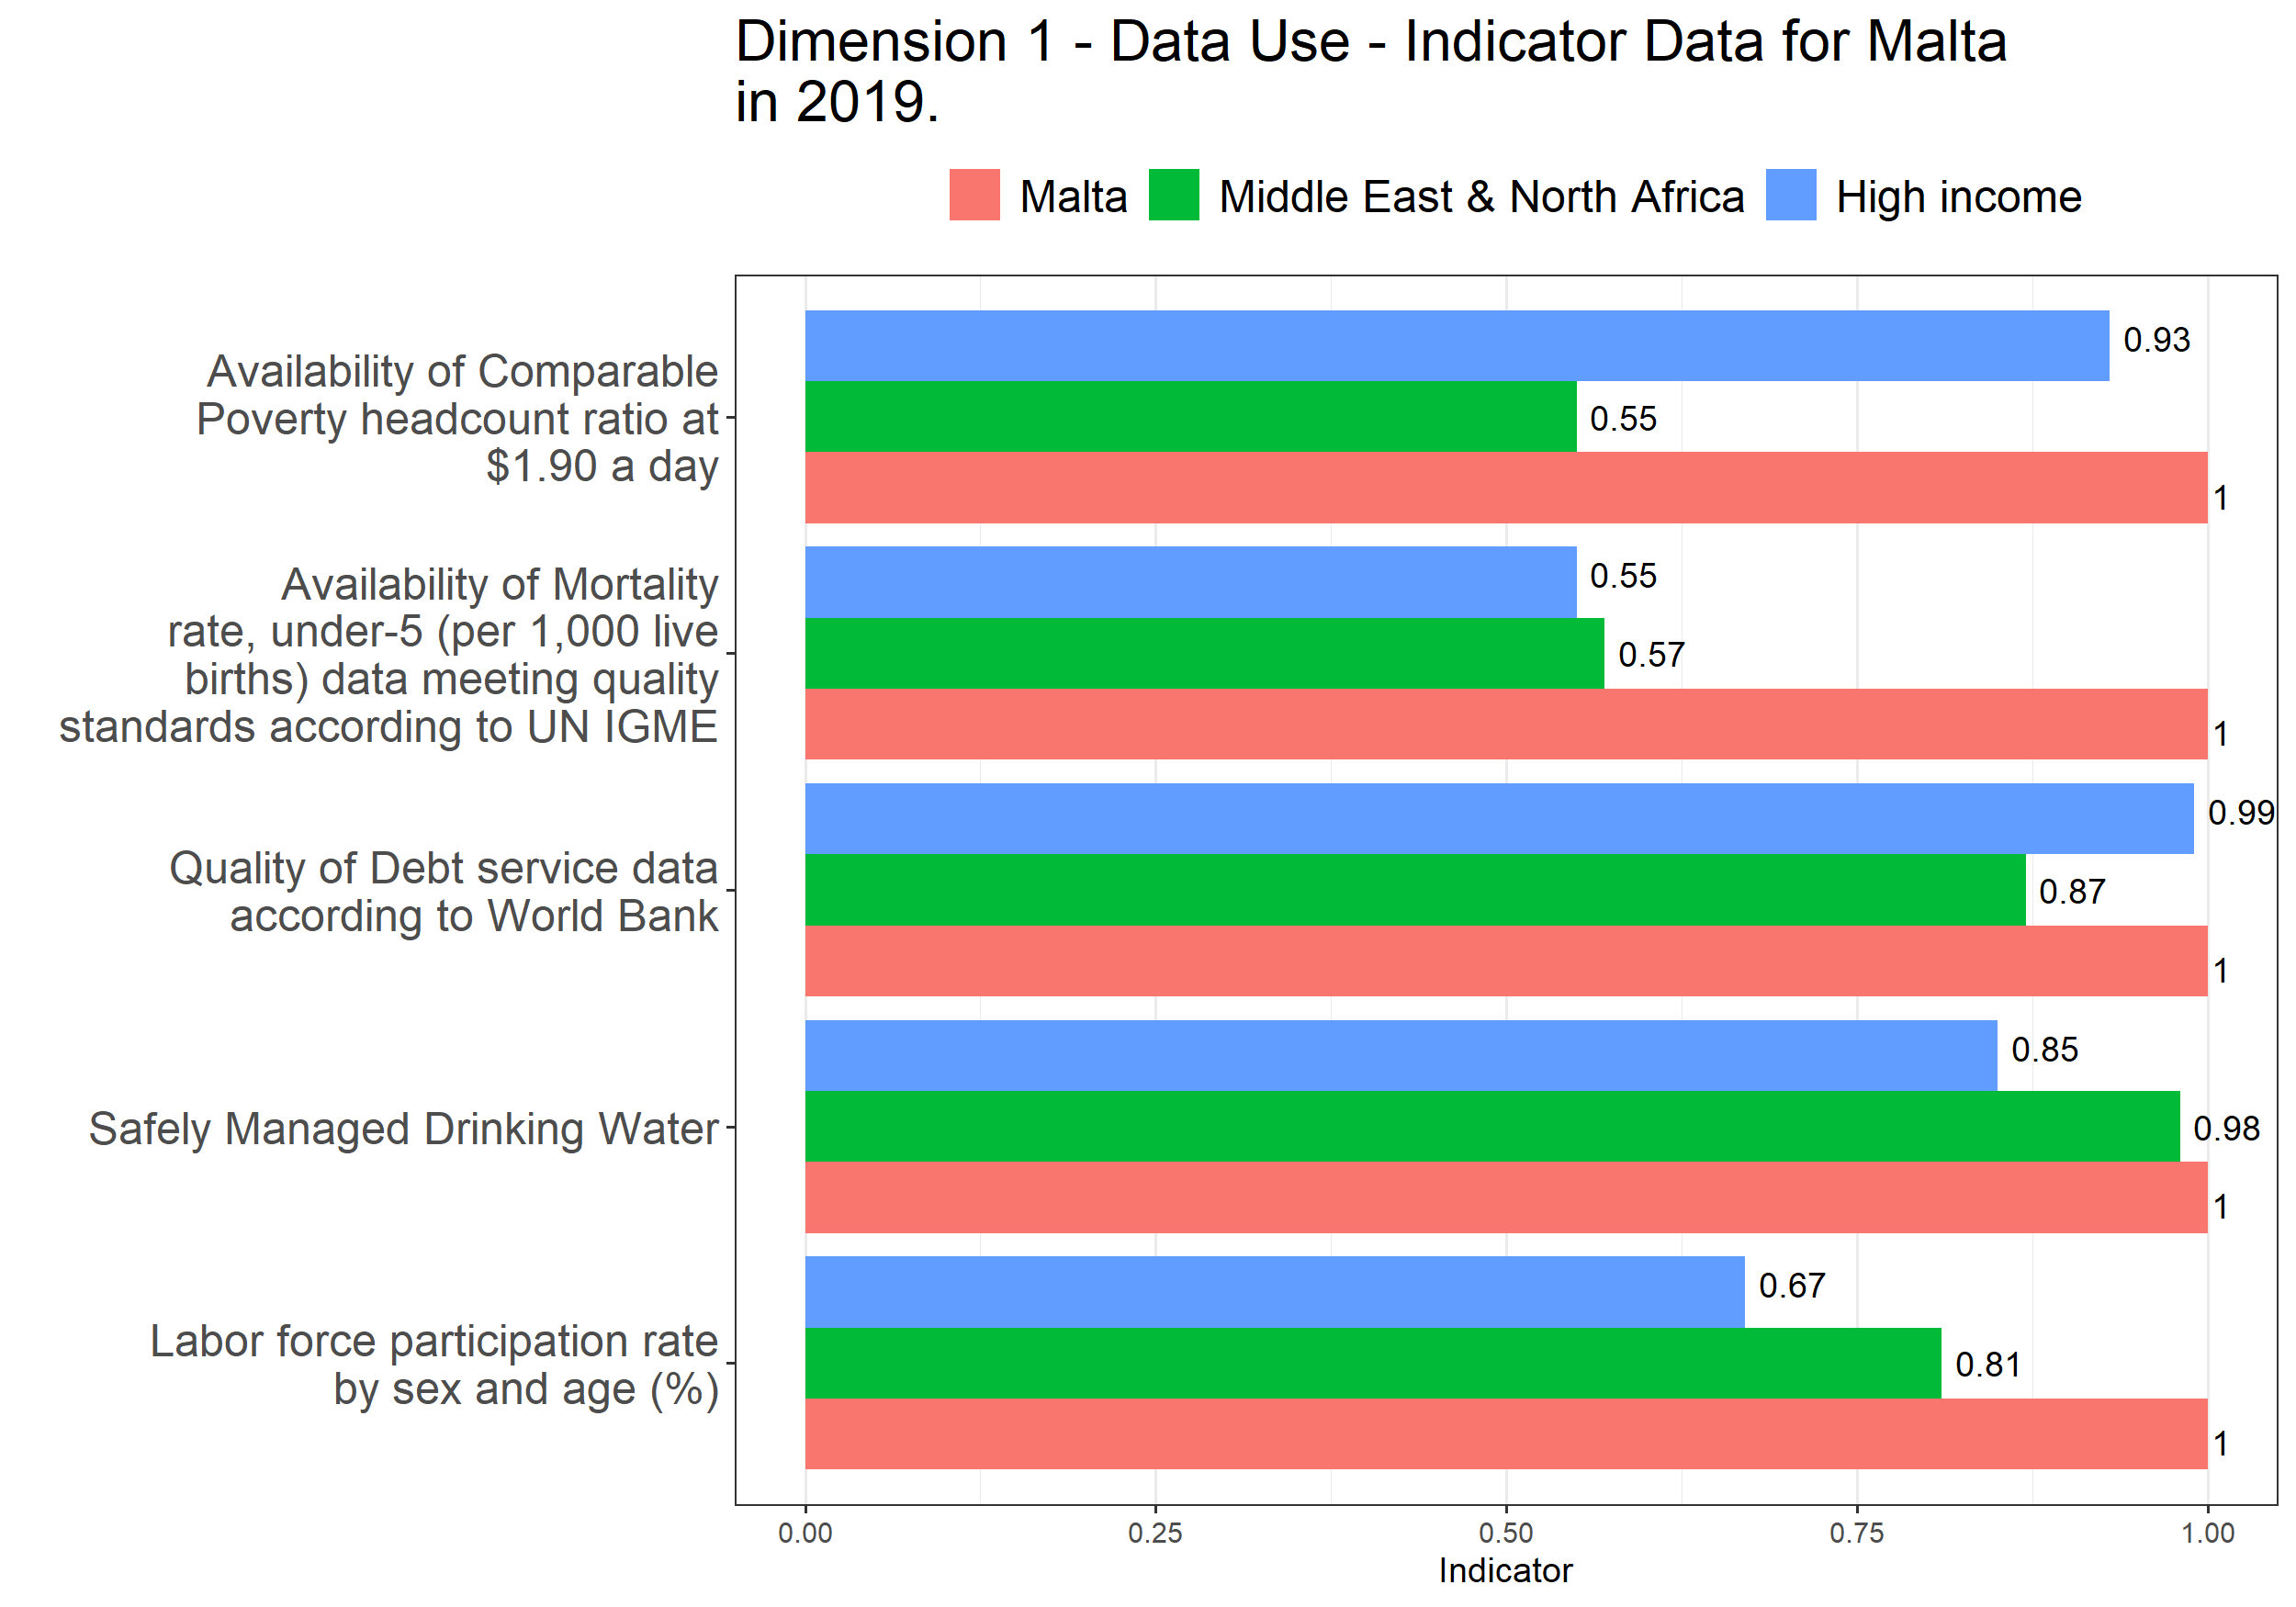 Dimension 1 - Data Use - Indicator Data for Malta
in 2019.
Malta
Middle East & North Africa
High income
Availability of Comparable
Poverty headcount ratio at
$1.90 a day
0.93
0.55
1
Availability of Mortality
rate, under-5 (per 1,000 live
births) data meeting quality
standards according to UN IGME
0.55
0.57
1
Quality of Debt service data
according to World Bank
0.99
0.87
1
Safely Managed Drinking Water
0.85
0.98
1
Labor force participation rate
by sex and age (%)
0.67
0.81
1
0.00
0.25
0.50
0.75
1.00
Indicator